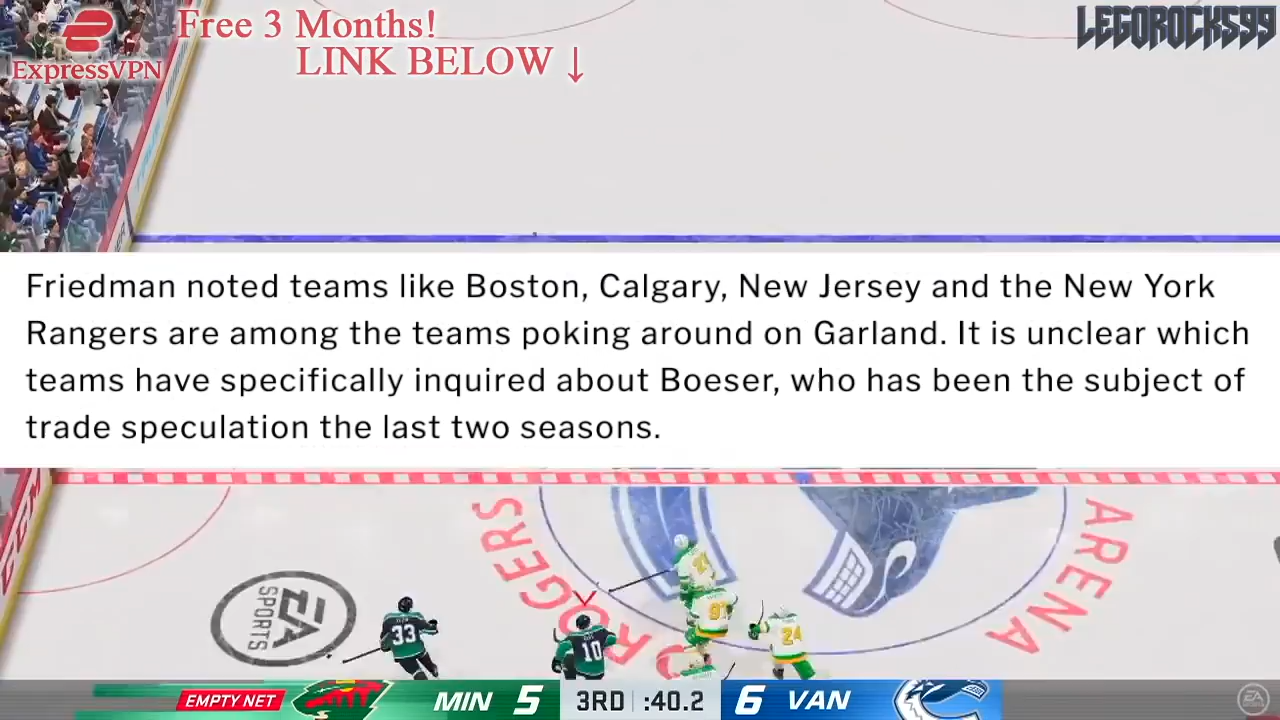 Free 3 Months!
LINK BELOW ↓
ExpressVPN
LEGOROCKS99
Friedman noted teams like Boston, Calgary, New Jersey and the New York
Rangers are among the teams poking around on Garland. It is unclear which
teams have specifically inquired about Boeser, who has been the subject of
trade speculation the last two seasons.
ROGERS
ARENA
EA
SPORTS
33
10
97
24
EMPTY NET MIN 5 3RD :40.2 6 VAN
EA